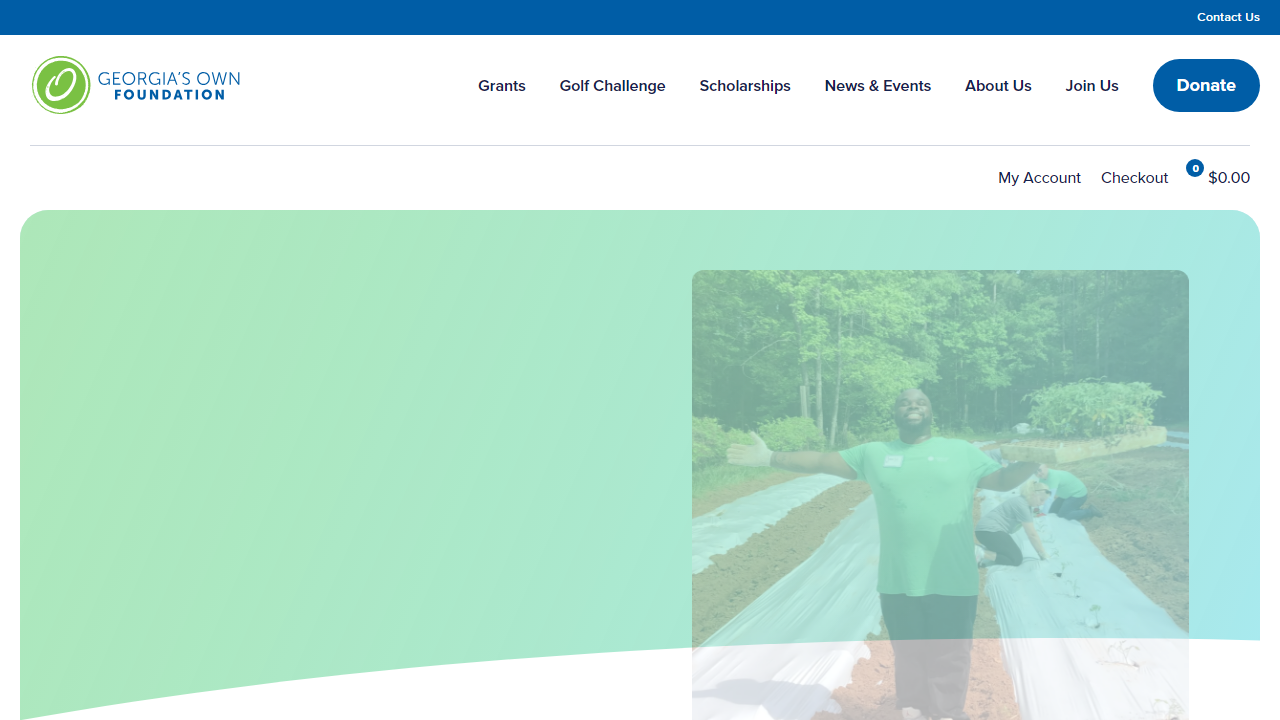 Contact Us
GEORGIA'S OWN
FOUNDATION
Grants
Golf Challenge
Scholarships
News & Events
About Us
Join Us
Donate
My Account
Checkout
0
$0.00